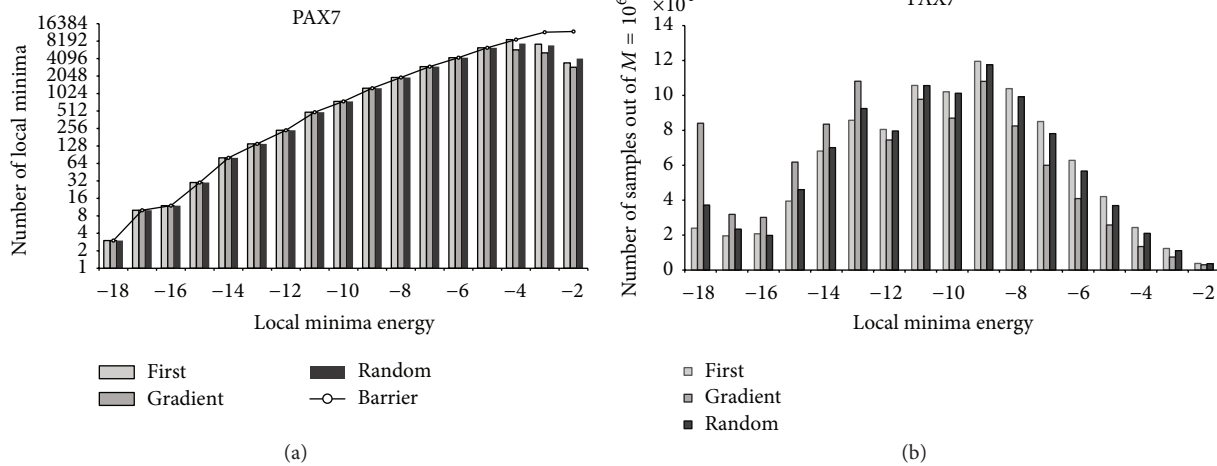 PAX7
Number of local minima
16384
8192
4096
2048
1024
512
256
128
64
32
16
8
4
2
1
−18 −16 −14 −12 −10 −8 −6 −4 −2
Local minima energy
First
Gradient
Random
Barrier
(a)
PAX7
Number of samples out of M = 10⁶
14
12
10
8
6
4
2
0
−18 −16 −14 −12 −10 −8 −6 −4 −2
Local minima energy
First
Gradient
Random
(b)